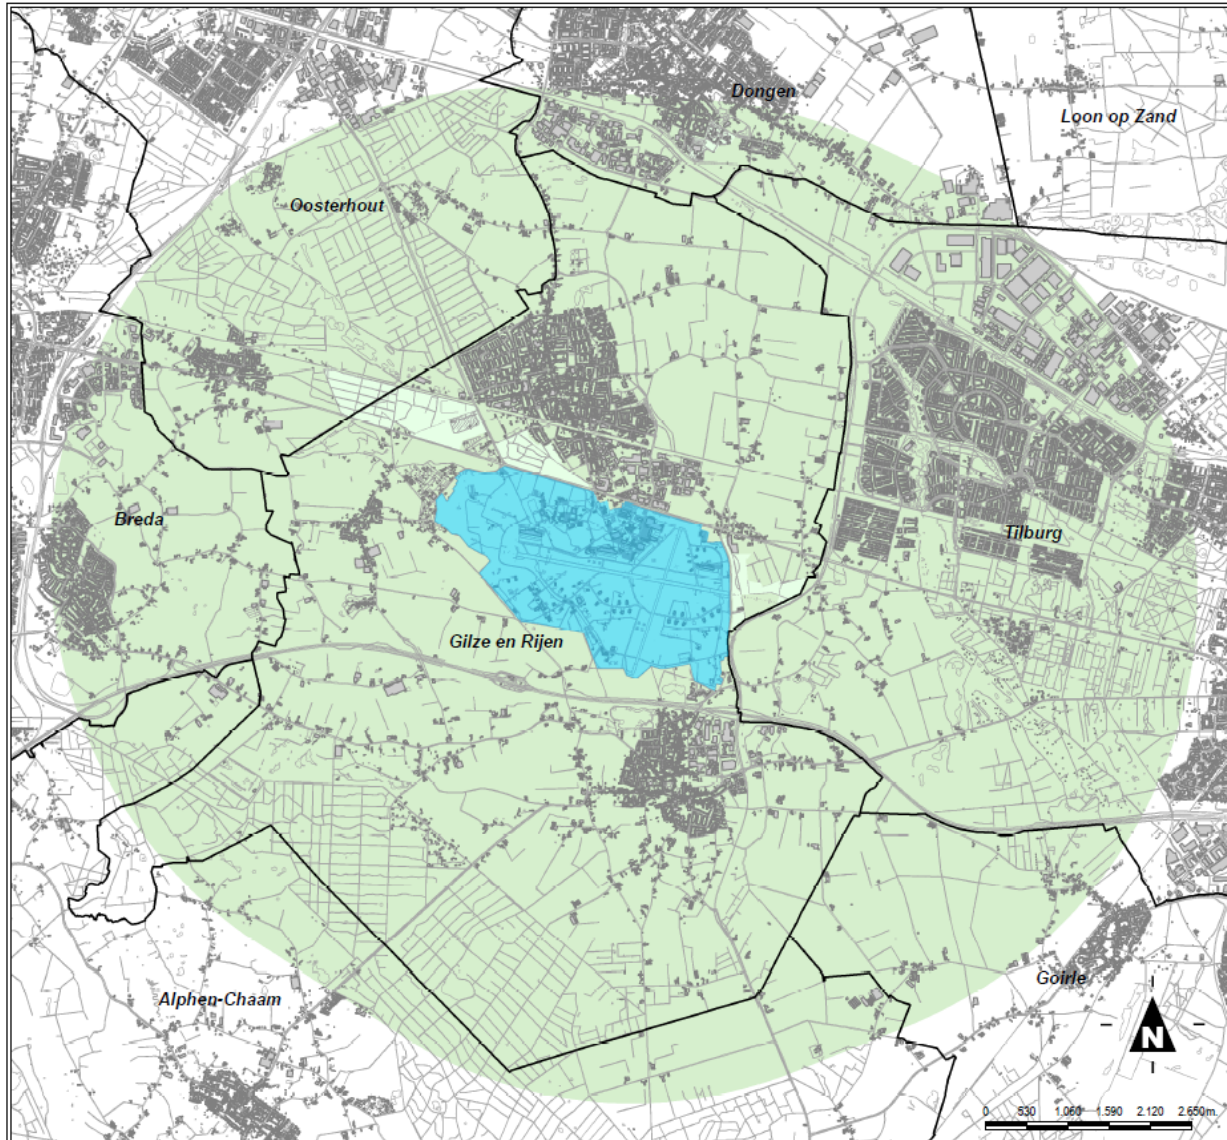 Dongen
Loon op Zand
Oosterhout
Breda
Tilburg
Gilze en Rijen
Goirle
Alphen-Chaam
N
0 530 1.060 1.590 2.120 2.650m.